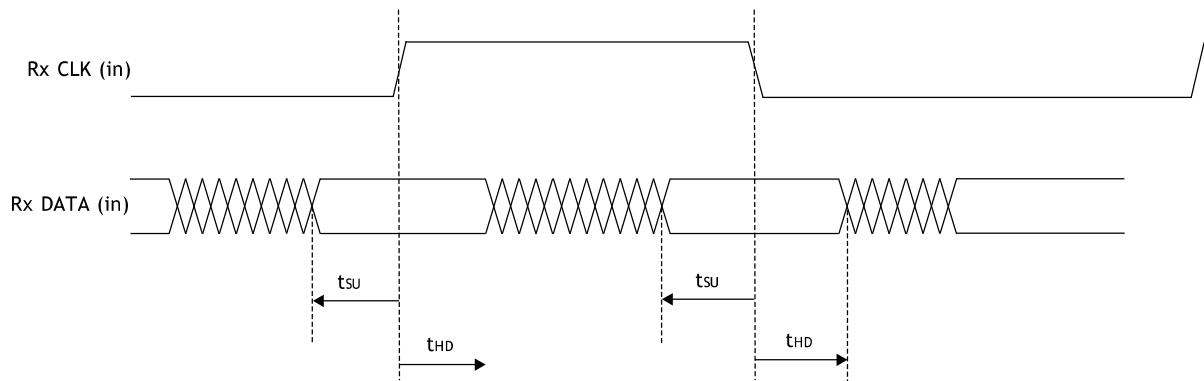 Rx CLK (in)
Rx DATA (in)
tSU
tSU
tHD
tHD